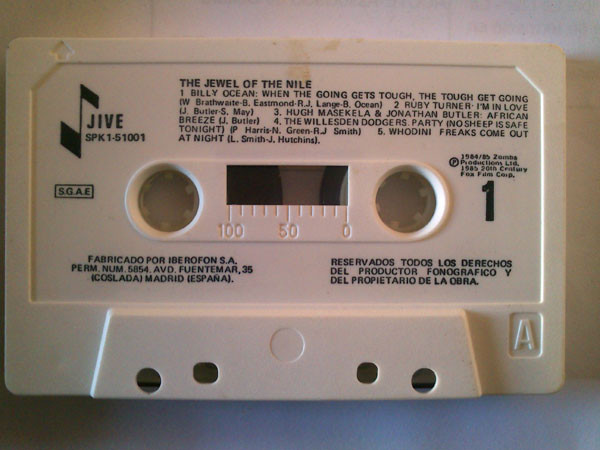 THE JEWEL OF THE NILE
1 BILLY OCEAN: WHEN THE GOING GETS TOUGH, THE TOUGH GET GOING
(W Brathwaite-B, Eastmond-R.J, Lange-B, Ocean) 2 RUBY TURNER: I'M IN LOVE
(J. Butler-S, May) 3. HUGH MASEKELA & JONATHAN BUTLER: AFRICAN
BREEZE (J, Butler) 4, THE WILLESDEN DODGERS, PARTY (NO SHEEP IS SAFE
TONIGHT) (P Harris-N, Green-R.J Smith) 5. WHODINI FREAKS COME OUT
AT NIGHT (L. Smith-J. Hutchins).
JIVE
SPK1-51001
S.G.A.E
℗ 1984/85 Zomba
Productions Ltd.
1985 20th Century
Fox Film Corp.
1
100 50 0
FABRICADO POR IBEROFON S.A.
PERM. NUM. 5854. AVD. FUENTEMAR, 35
(COSLADA) MADRID (ESPAÑA).
RESERVADOS TODOS LOS DERECHOS
DEL PRODUCTOR FONOGRAFICO Y
DEL PROPIETARIO DE LA OBRA.
A